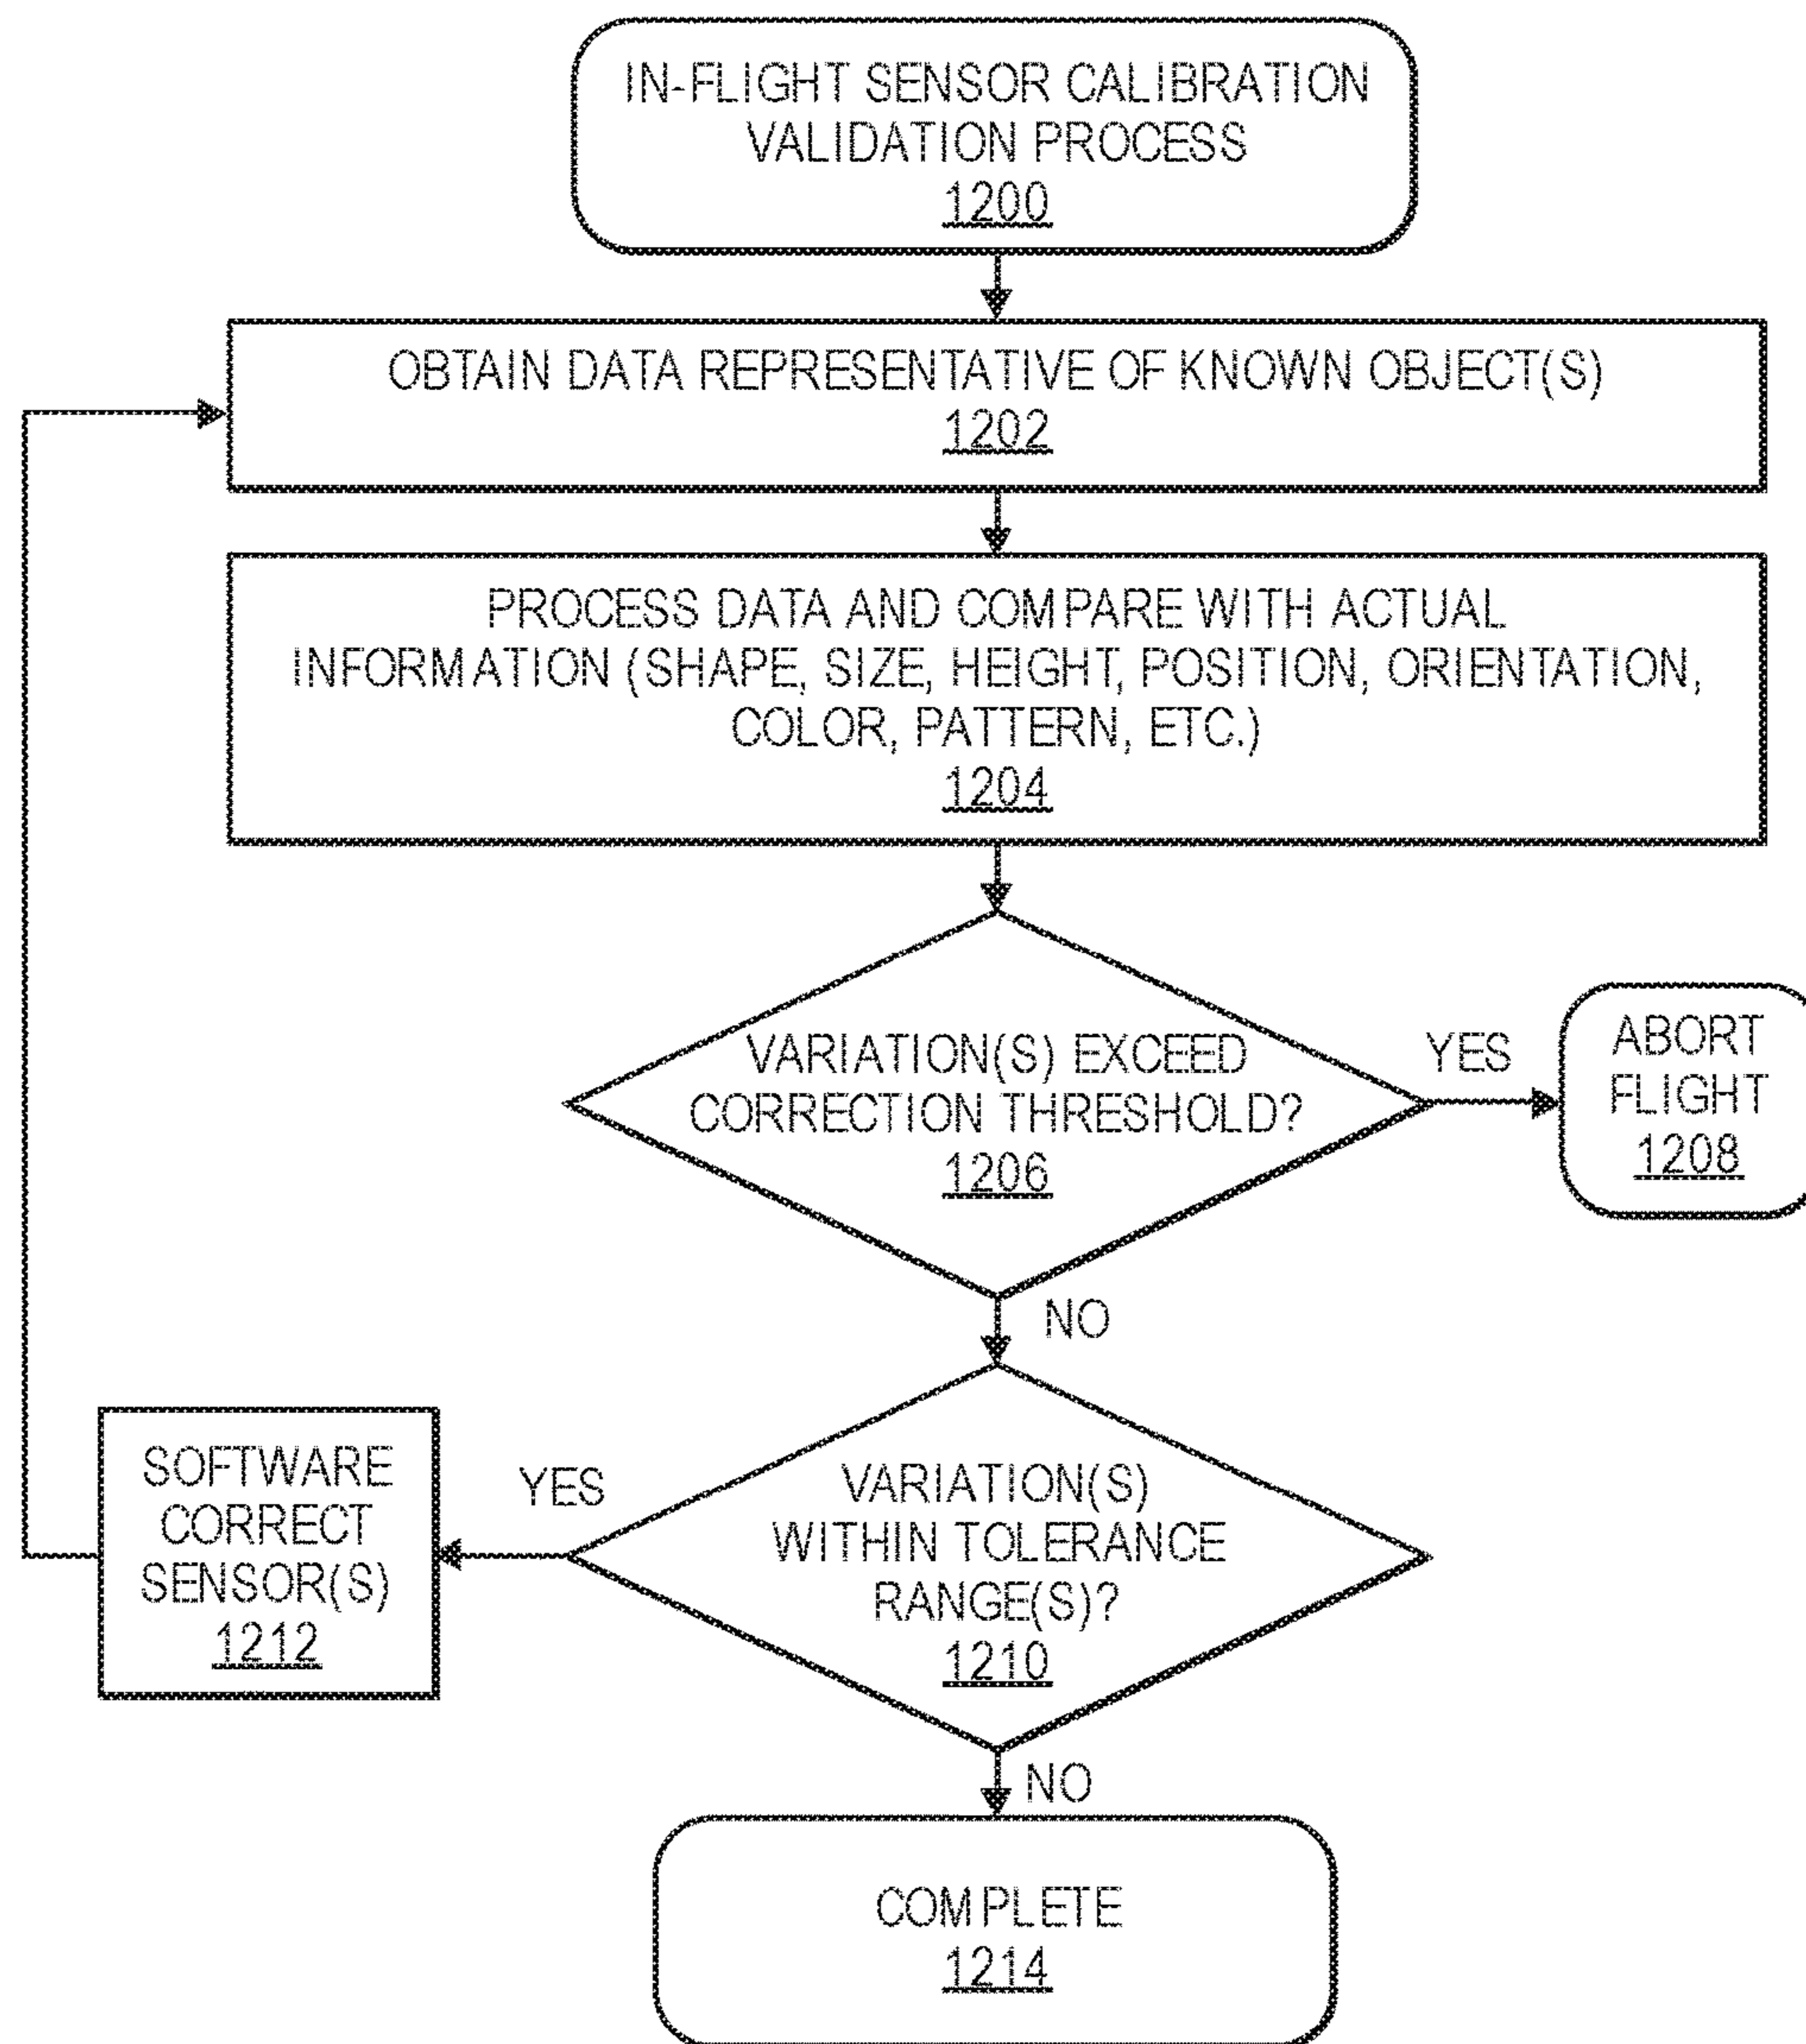 IN-FLIGHT SENSOR CALIBRATION
VALIDATION PROCESS
1200
OBTAIN DATA REPRESENTATIVE OF KNOWN OBJECT(S)
1202
PROCESS DATA AND COMPARE WITH ACTUAL
INFORMATION (SHAPE, SIZE, HEIGHT, POSITION, ORIENTATION,
COLOR, PATTERN, ETC.)
1204
VARIATION(S) EXCEED
CORRECTION THRESHOLD?
1206
YES
ABORT
FLIGHT
1208
NO
VARIATION(S)
WITHIN TOLERANCE
RANGE(S)?
1210
YES
SOFTWARE
CORRECT
SENSOR(S)
1212
NO
COMPLETE
1214